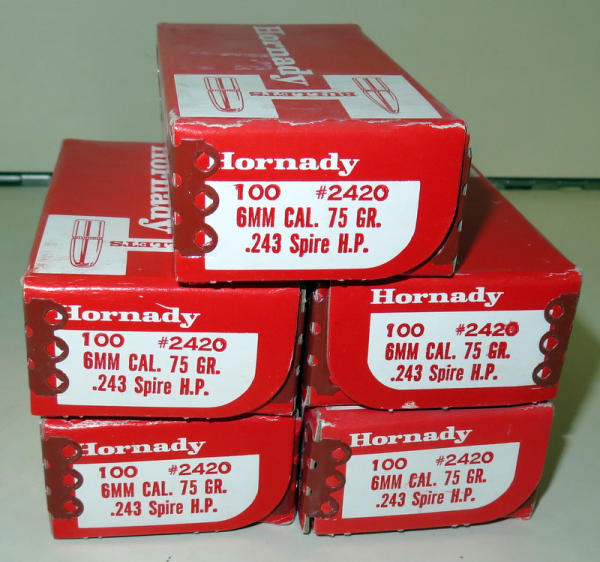 Hornady
BULLETS
Hornady
100 #2420
6MM CAL. 75 GR.
.243 Spire H.P.
Hornady
BULLETS
Hornady
100 #2420
6MM CAL. 75 GR.
.243 Spire H.P.
Hornady
100 #2420
6MM CAL. 75 GR.
.243 Spire H.P.
Hornady
100 #2420
6MM CAL. 75 GR.
.243 Spire H.P.
Hornady
100 #2420
6MM CAL. 75 GR.
.243 Spire H.P.